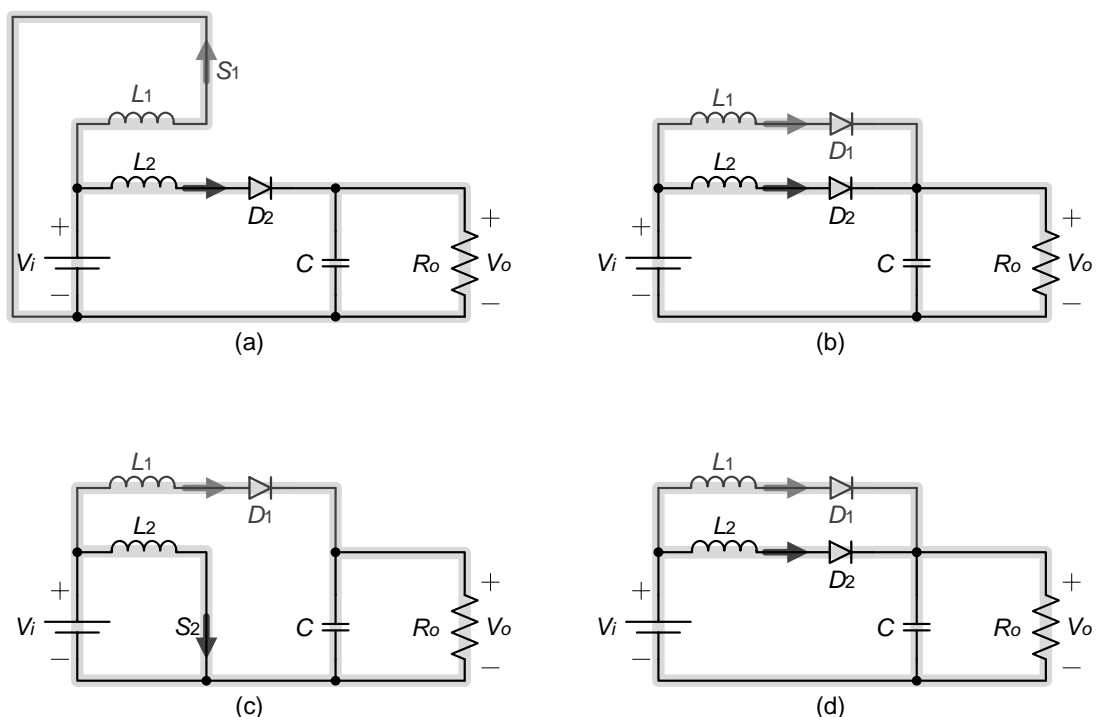 S1
L1
L2
D2
+
Vi
−
C
Ro
+
Vo
−
(a)
L1
D1
L2
D2
+
Vi
−
C
Ro
+
Vo
−
(b)
L1
D1
L2
+
Vi
−
S2
C
Ro
+
Vo
−
(c)
L1
D1
L2
D2
+
Vi
−
C
Ro
+
Vo
−
(d)